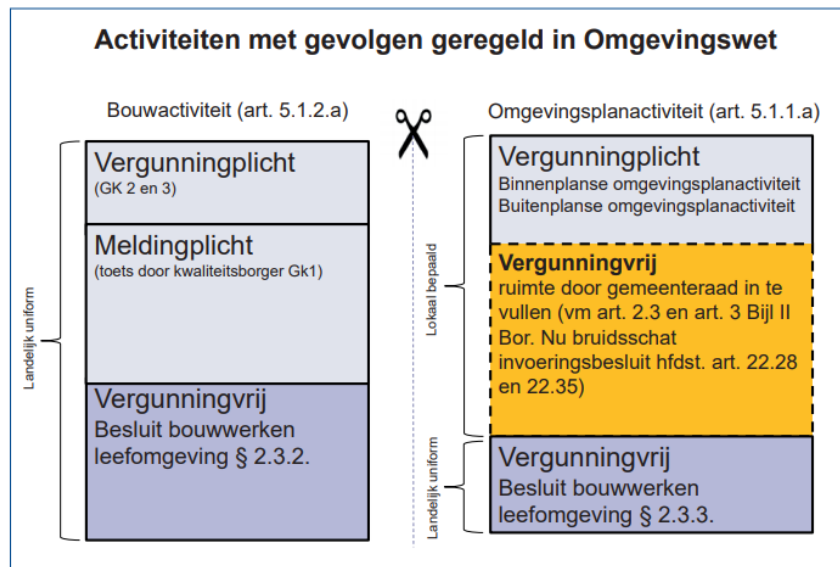 Activiteiten met gevolgen geregeld in Omgevingswet
Bouwactiviteit (art. 5.1.2.a)
Landelijk uniform
Vergunningplicht
(GK 2 en 3)
Meldingplicht
(toets door kwaliteitsborger Gk1)
Vergunningvrij
Besluit bouwwerken
leefomgeving § 2.3.2.
Omgevingsplanactiviteit (art. 5.1.1.a)
Lokaal bepaald
Vergunningplicht
Binnenplanse omgevingsplanactiviteit
Buitenplanse omgevingsplanactiviteit
Vergunningvrij
ruimte door gemeenteraad in te
vullen (vm art. 2.3 en art. 3 Bijl II
Bor. Nu bruidsschat
invoeringsbesluit hfdst. art. 22.28
en 22.35)
Landelijk uniform
Vergunningvrij
Besluit bouwwerken
leefomgeving § 2.3.3.